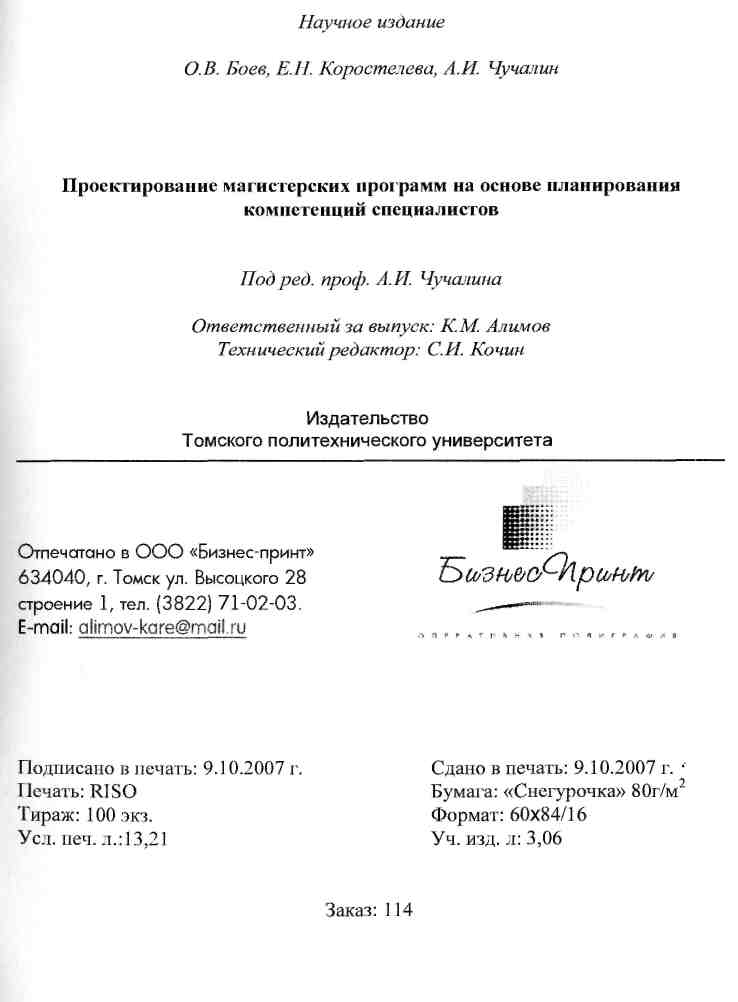 Научное издание
О.В. Боев, Е.Н. Коростелева, А.И. Чучалин
Проектирование магистерских программ на основе планирования
компетенций специалистов
Под ред. проф. А.И. Чучалина
Ответственный за выпуск: К.М. Алимов
Технический редактор: С.И. Кочин
Издательство
Томского политехнического университета
Отпечатано в ООО «Бизнес-принт»
634040, г. Томск ул. Высоцкого 28
строение 1, тел. (3822) 71-02-03.
E-mail: alimov-kare@mail.ru
БизнесПринт
ОПЕРАТИВНАЯ ПОЛИГРАФИЯ
Подписано в печать: 9.10.2007 г.
Печать: RISO
Тираж: 100 экз.
Усл. печ. л.:13,21
Сдано в печать: 9.10.2007 г.
Бумага: «Снегурочка» 80г/м²
Формат: 60х84/16
Уч. изд. л: 3,06
Заказ: 114